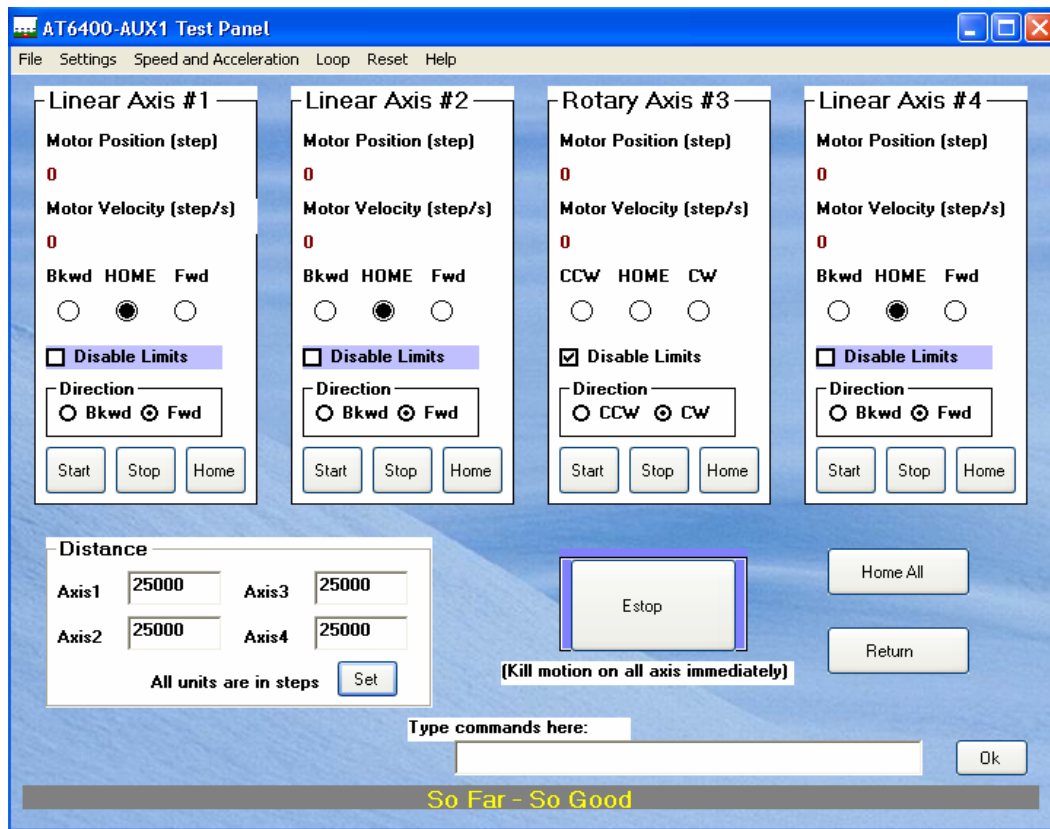 AT6400-AUX1 Test Panel
File Settings Speed and Acceleration Loop Reset Help
Linear Axis #1
Motor Position (step)
0
Motor Velocity (step/s)
0
Bkwd HOME Fwd
Disable Limits
Direction
Bkwd Fwd
Start Stop Home
Linear Axis #2
Motor Position (step)
0
Motor Velocity (step/s)
0
Bkwd HOME Fwd
Disable Limits
Direction
Bkwd Fwd
Start Stop Home
Rotary Axis #3
Motor Position (step)
0
Motor Velocity (step/s)
0
CCW HOME CW
Disable Limits
Direction
CCW CW
Start Stop Home
Linear Axis #4
Motor Position (step)
0
Motor Velocity (step/s)
0
Bkwd HOME Fwd
Disable Limits
Direction
Bkwd Fwd
Start Stop Home
Distance
Axis1 25000 Axis3 25000
Axis2 25000 Axis4 25000
All units are in steps Set
Estop
(Kill motion on all axis immediately)
Home All
Return
Type commands here:
Ok
So Far - So Good